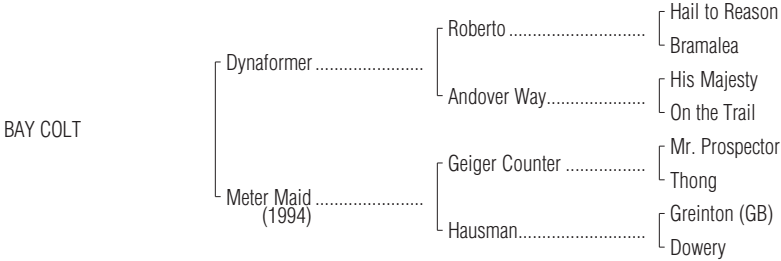 Hail to Reason
Roberto ..............................
Bramalea
Dynaformer .......................
His Majesty
Andover Way......................
On the Trail
BAY COLT
Mr. Prospector
Geiger Counter .................
Thong
Meter Maid .......................
(1994)
Greinton (GB)
Hausman...........................
Dowery